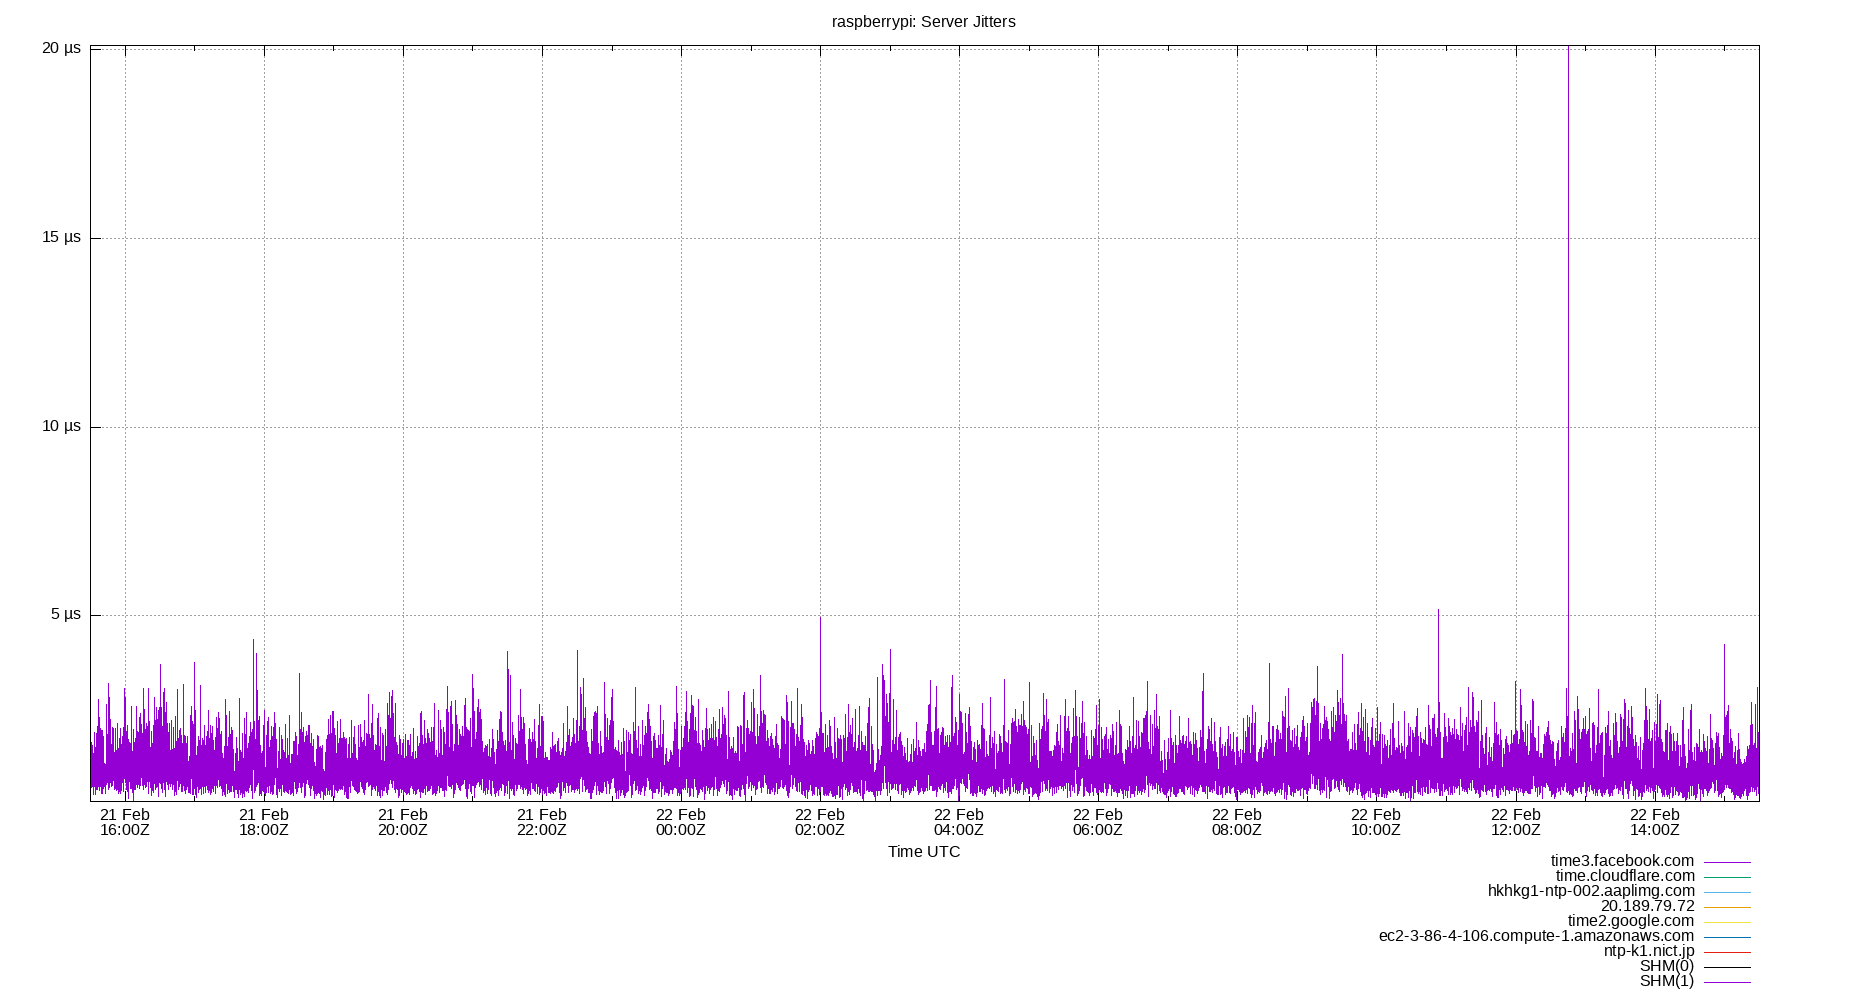 raspberrypi: Server Jitters
20 µs
15 µs
10 µs
5 µs
21 Feb 21 Feb 21 Feb 21 Feb 22 Feb 22 Feb 22 Feb 22 Feb 22 Feb 22 Feb 22 Feb 22 Feb
16:00Z 18:00Z 20:00Z 22:00Z 00:00Z 02:00Z 04:00Z 06:00Z 08:00Z 10:00Z 12:00Z 14:00Z
Time UTC
time3.facebook.com
time.cloudflare.com
hkhkg1-ntp-002.aaplimg.com
20.189.79.72
time2.google.com
ec2-3-86-4-106.compute-1.amazonaws.com
ntp-k1.nict.jp
SHM(0)
SHM(1)